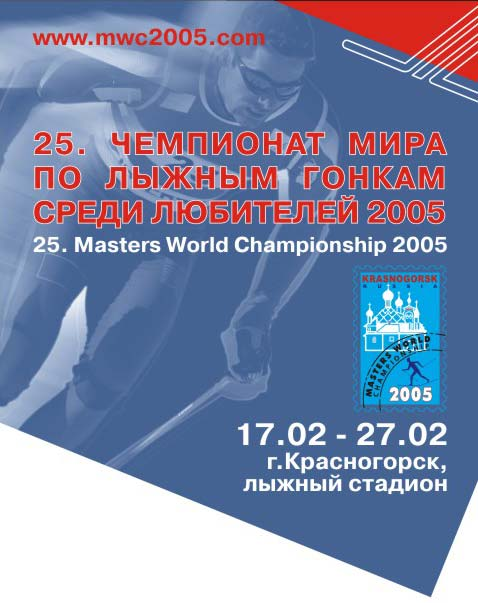 www.mwc2005.com
25. ЧЕМПИОНАТ МИРА
ПО ЛЫЖНЫМ ГОНКАМ
СРЕДИ ЛЮБИТЕЛЕЙ 2005
25. Masters World Championship 2005
KRASNOGORSK
RUSSIA
MASTERS WORLD
CHAMPIONSHIP
2005
17.02 - 27.02
г.Красногорск,
лыжный стадион